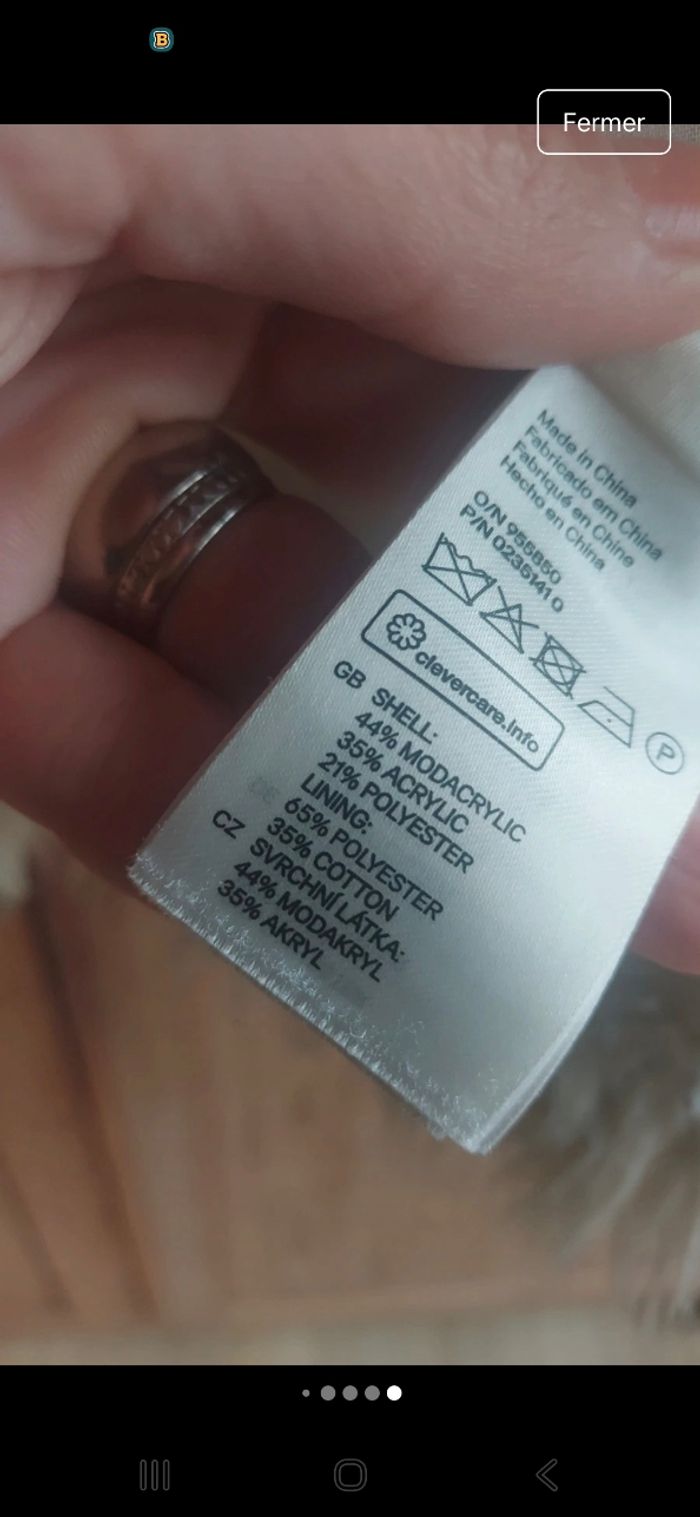 B
Fermer
Made in China
Fabricado em China
Fabriqué en Chine
Hecho en China
O/N 955850
P/N 0235141 0
clevercare.info
P
GB SHELL:
44% MODACRYLIC
35% ACRYLIC
21% POLYESTER
LINING:
65% POLYESTER
35% COTTON
CZ SVRCHNÍ LÁTKA:
44% MODAKRYL
35% AKRYL